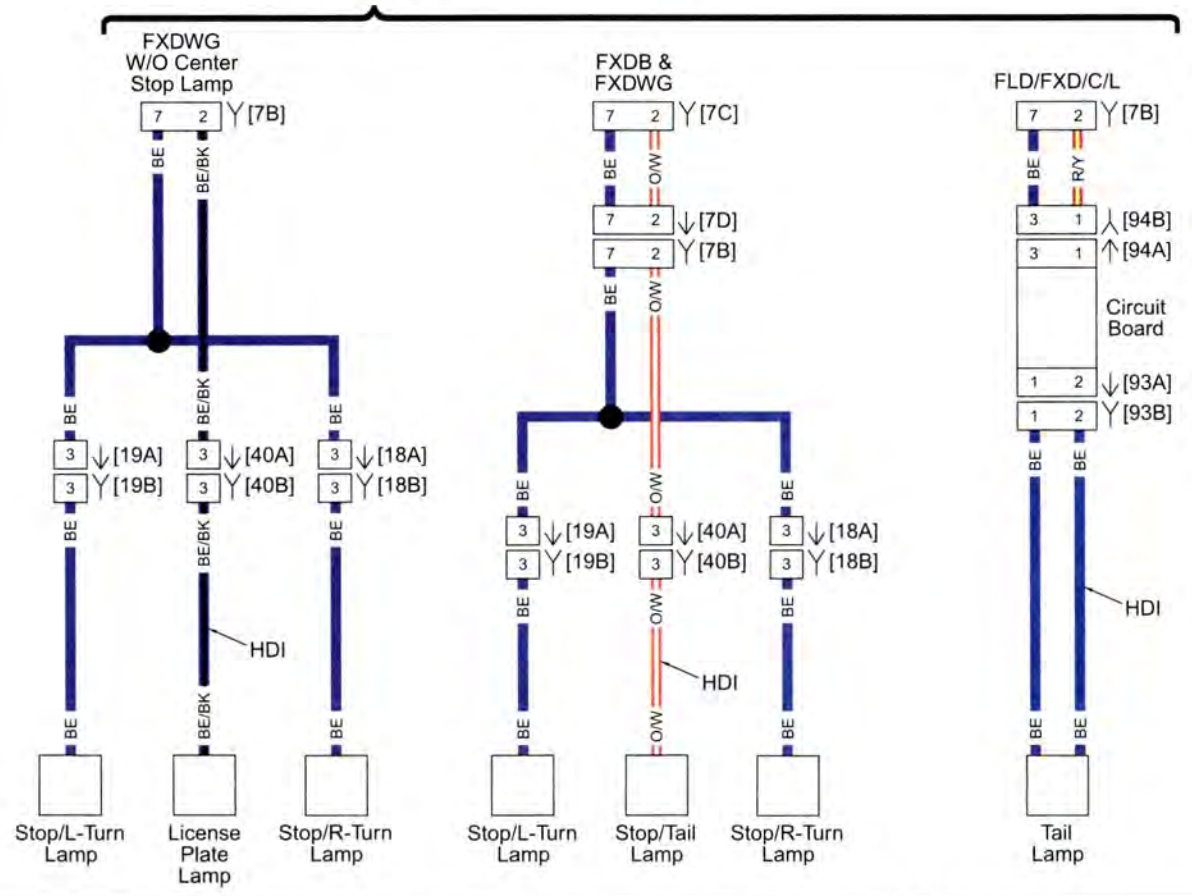 FXDWG
W/O Center
Stop Lamp
7 2 [7B]
BE BE/BK
BE BE/BK BE
3 [19A] 3 [40A] 3 [18A]
3 [19B] 3 [40B] 3 [18B]
BE BE/BK BE
HDI
BE BE/BK BE
Stop/L-Turn
Lamp
License
Plate
Lamp
Stop/R-Turn
Lamp
FXDB &
FXDWG
7 2 [7C]
BE O/W
7 2 [7D]
7 2 [7B]
BE O/W
BE O/W BE
3 [19A] 3 [40A] 3 [18A]
3 [19B] 3 [40B] 3 [18B]
BE O/W BE
HDI
BE O/W BE
Stop/L-Turn
Lamp
Stop/Tail
Lamp
Stop/R-Turn
Lamp
FLD/FXD/C/L
7 2 [7B]
BE R/Y
3 1 [94B]
3 1 [94A]
Circuit
Board
1 2 [93A]
1 2 [93B]
BE BE
HDI
BE BE
Tail
Lamp